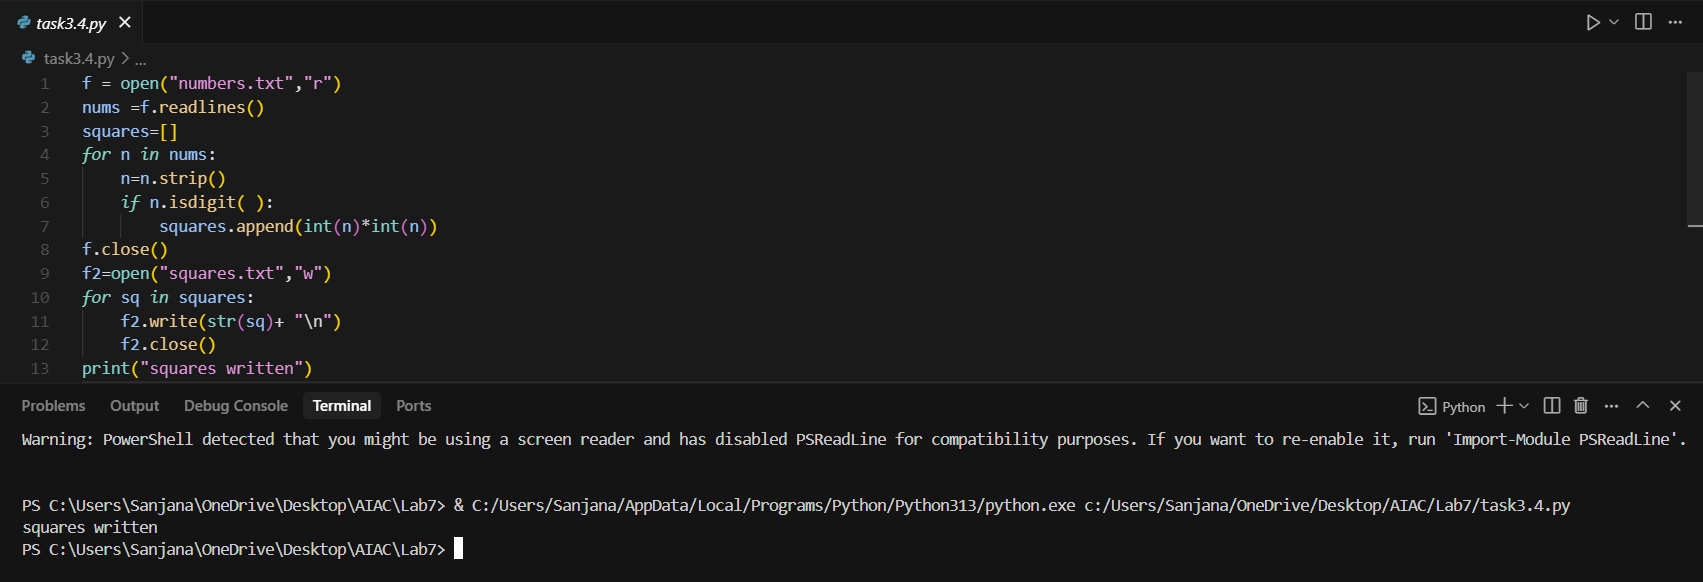 task3.4.py
task3.4.py > ...
1 f = open("numbers.txt","r")
2 nums =f.readlines()
3 squares=[]
4 for n in nums:
5     n=n.strip()
6     if n.isdigit( ):
7         squares.append(int(n)*int(n))
8 f.close()
9 f2=open("squares.txt","w")
10 for sq in squares:
11     f2.write(str(sq)+ "\n")
12     f2.close()
13 print("squares written")
Problems Output Debug Console Terminal Ports Python
Warning: PowerShell detected that you might be using a screen reader and has disabled PSReadLine for compatibility purposes. If you want to re-enable it, run 'Import-Module PSReadLine'.
PS C:\Users\Sanjana\OneDrive\Desktop\AIAC\Lab7> & C:/Users/Sanjana/AppData/Local/Programs/Python/Python313/python.exe c:/Users/Sanjana/OneDrive/Desktop/AIAC/Lab7/task3.4.py
squares written
PS C:\Users\Sanjana\OneDrive\Desktop\AIAC\Lab7>